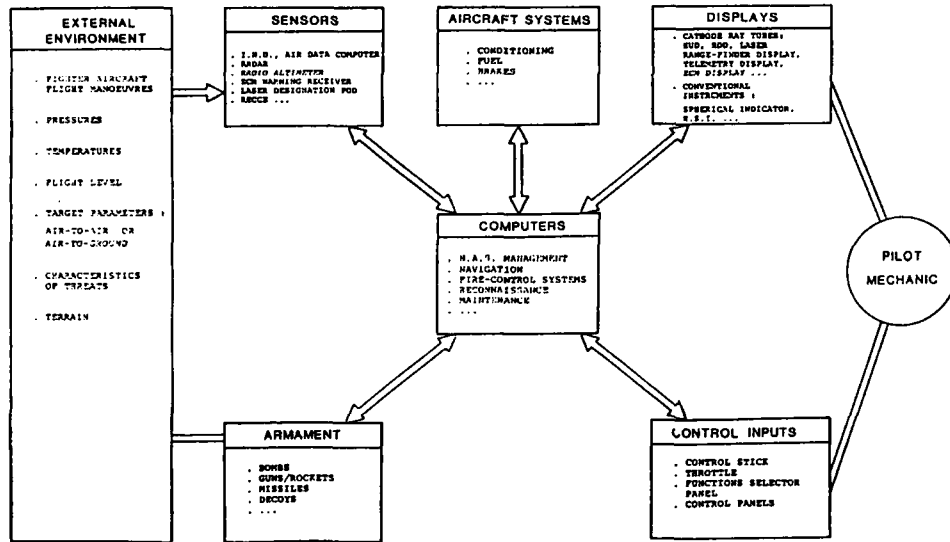 EXTERNAL
ENVIRONMENT
. FIGHTER AIRCRAFT
FLIGHT MANOEUVRES
. PRESSURES
. TEMPERATURES
. FLIGHT LEVEL
. TARGET PARAMETERS :
AIR-TO-AIR OR
AIR-TO-GROUND
. CHARACTERISTICS
OF THREATS
. TERRAIN
SENSORS
AIR DATA COMPUTER
. RADAR
. RADIO ALTIMETER
WARNING RECEIVER
. LASER DESIGNATION POD
. RECCE ...
AIRCRAFT SYSTEMS
. CONDITIONING
. FUEL
. BRAKES
. ...
DISPLAYS
. CATHODE RAY TUBES:
LASER
RANGE-FINDER DISPLAY,
TELEMETRY DISPLAY,
ECM DISPLAY ...
. CONVENTIONAL
SPHERICAL INDICATOR,
H.S.I. ...
COMPUTERS
MANAGEMENT
. NAVIGATION
. FIRE-CONTROL SYSTEMS
. RECONNAISSANCE
. MAINTENANCE
. ...
PILOT
MECHANIC
ARMAMENT
. BOMBS
. GUNS/ROCKETS
. MISSILES
. DECOYS
. ...
CONTROL INPUTS
. CONTROL STICK
. THROTTLE
. FUNCTIONS SELECTOR
PANEL
. CONTROL PANELS